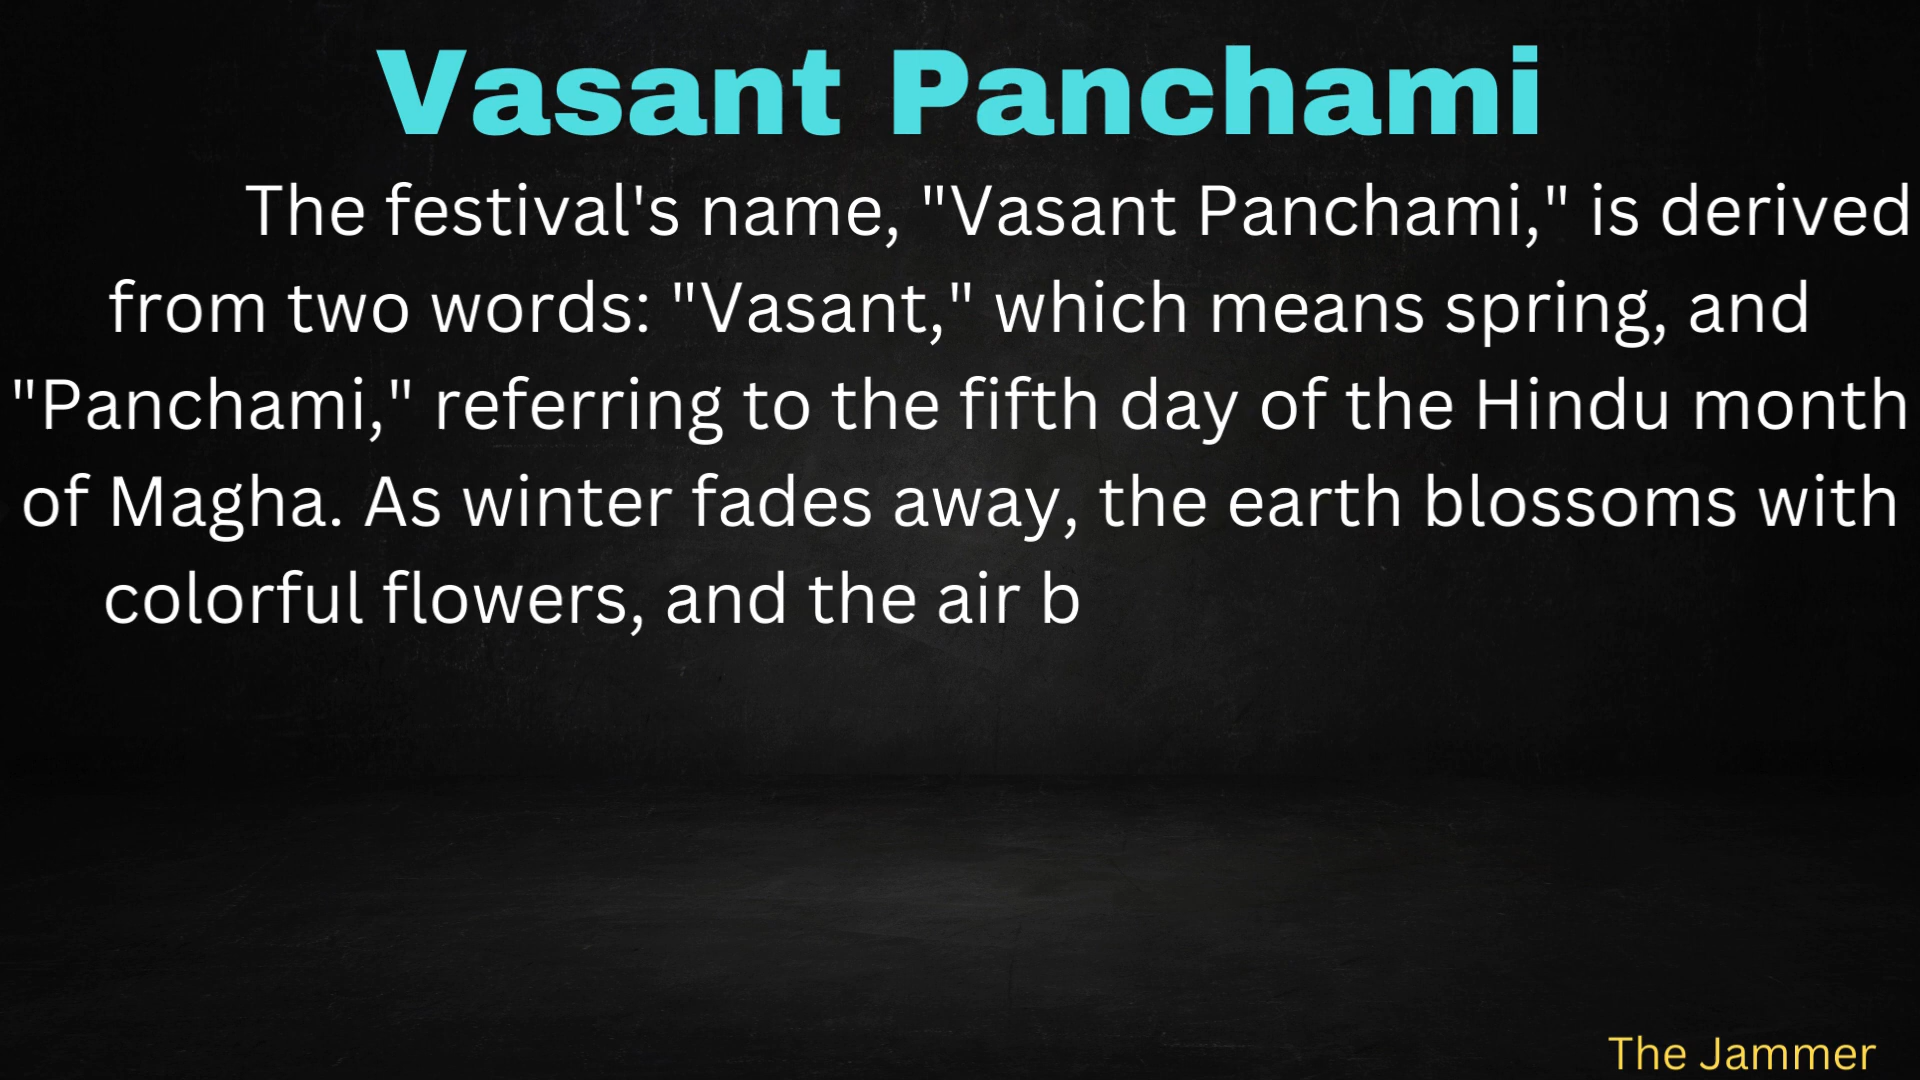 Vasant Panchami
The festival's name, "Vasant Panchami," is derived
from two words: "Vasant," which means spring, and
"Panchami," referring to the fifth day of the Hindu month
of Magha. As winter fades away, the earth blossoms with
colorful flowers, and the air b
The Jammer